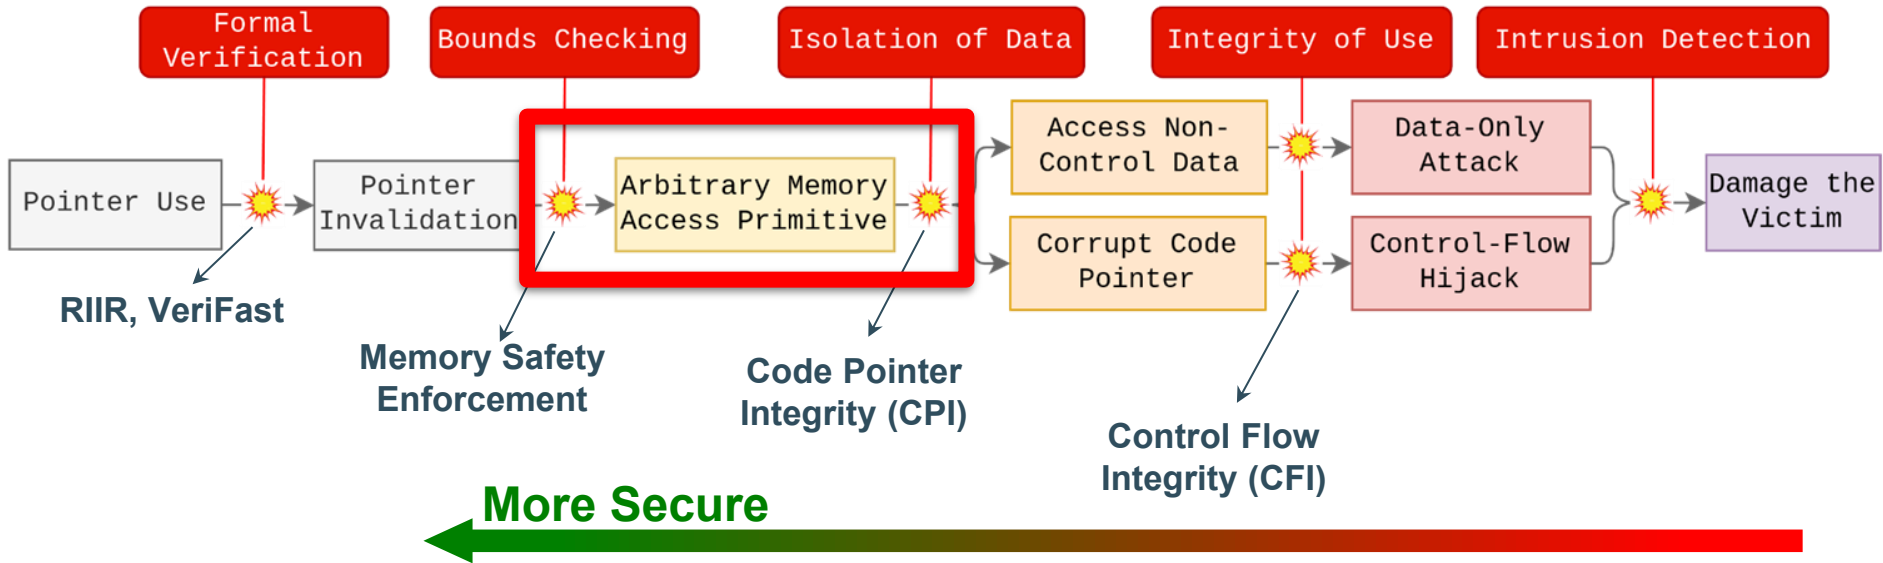 Formal
Verification
Bounds Checking
Isolation of Data
Integrity of Use
Intrusion Detection
Pointer Use
Pointer
Invalidation
Arbitrary Memory
Access Primitive
Access Non-
Control Data
Data-Only
Attack
Corrupt Code
Pointer
Control-Flow
Hijack
Damage the
Victim
RIIR, VeriFast
Memory Safety
Enforcement
Code Pointer
Integrity (CPI)
Control Flow
Integrity (CFI)
More Secure